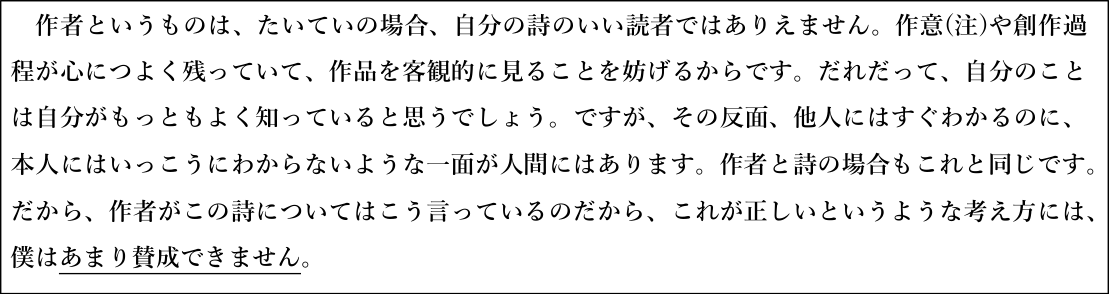 作者というものは、たいていの場合、自分の詩のいい読者ではありえません。作意(注)や創作過
程が心につよく残っていて、作品を客観的に見ることを妨げるからです。だれだって、自分のこと
は自分がもっともよく知っていると思うでしょう。ですが、その反面、他人にはすぐわかるのに、
本人にはいっこうにわからないような一面が人間にはあります。作者と詩の場合もこれと同じです。
だから、作者がこの詩についてはこう言っているのだから、これが正しいというような考え方には、
僕はあまり賛成できません。